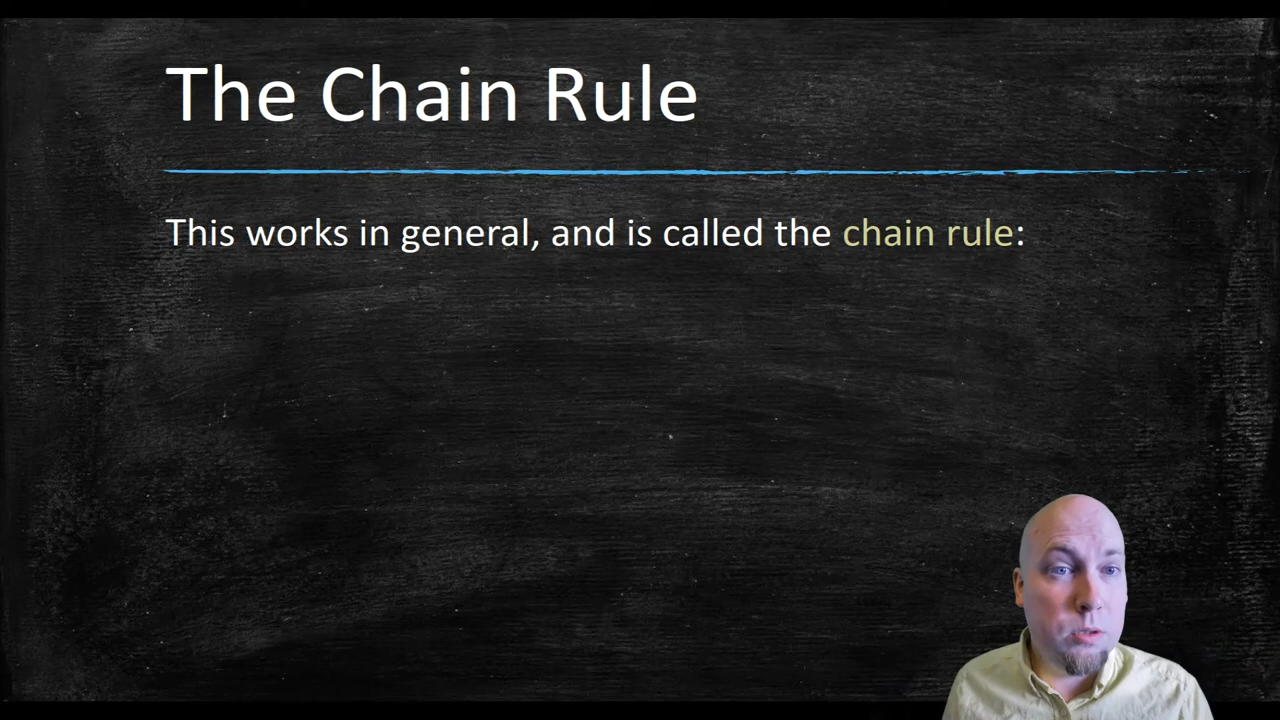 The Chain Rule
This works in general, and is called the chain rule: